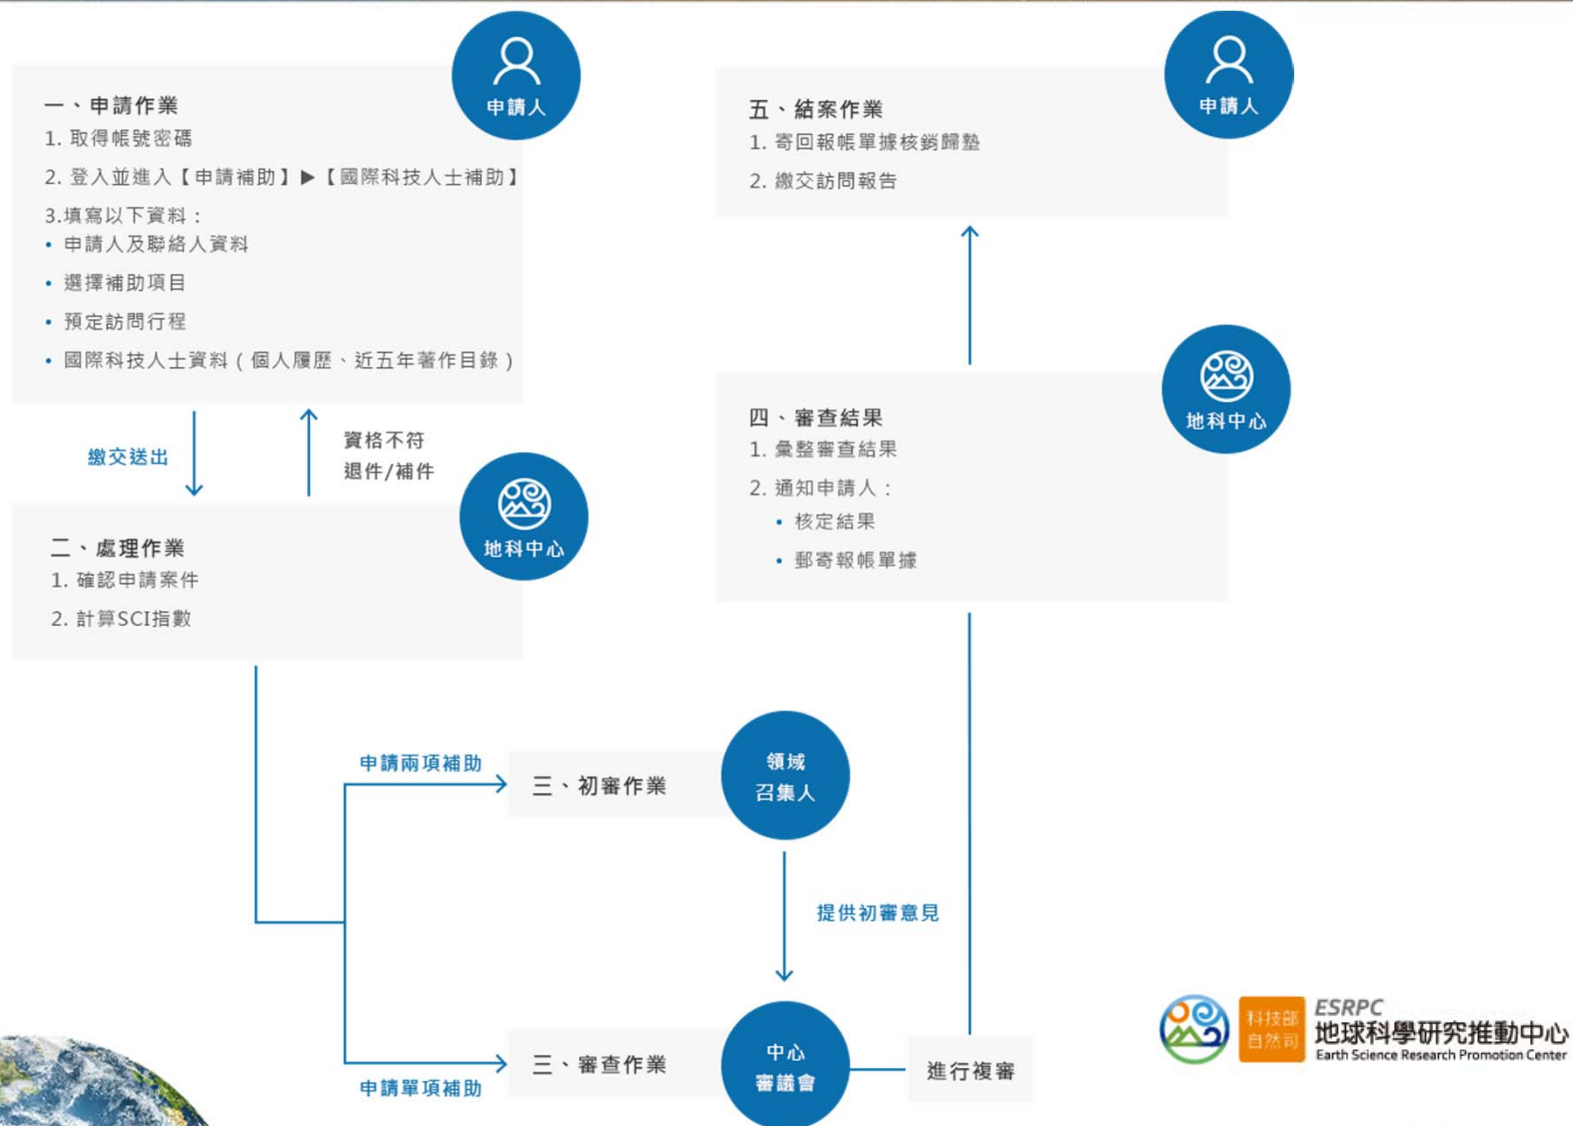 申請人
一、申請作業
1. 取得帳號密碼
2. 登入並進入【申請補助】▶【國際科技人士補助】
3.填寫以下資料：
• 申請人及聯絡人資料
• 選擇補助項目
• 預定訪問行程
• 國際科技人士資料（個人履歷、近五年著作目錄）
繳交送出
資格不符
退件/補件
地科中心
二、處理作業
1. 確認申請案件
2. 計算SCI指數
申請兩項補助
三、初審作業
領域
召集人
提供初審意見
申請單項補助
三、審查作業
中心
審議會
進行複審
地科中心
四、審查結果
1. 彙整審查結果
2. 通知申請人：
• 核定結果
• 郵寄報帳單據
申請人
五、結案作業
1. 寄回報帳單據核銷歸墊
2. 繳交訪問報告
科技部
自然司
ESRPC
地球科學研究推動中心
Earth Science Research Promotion Center